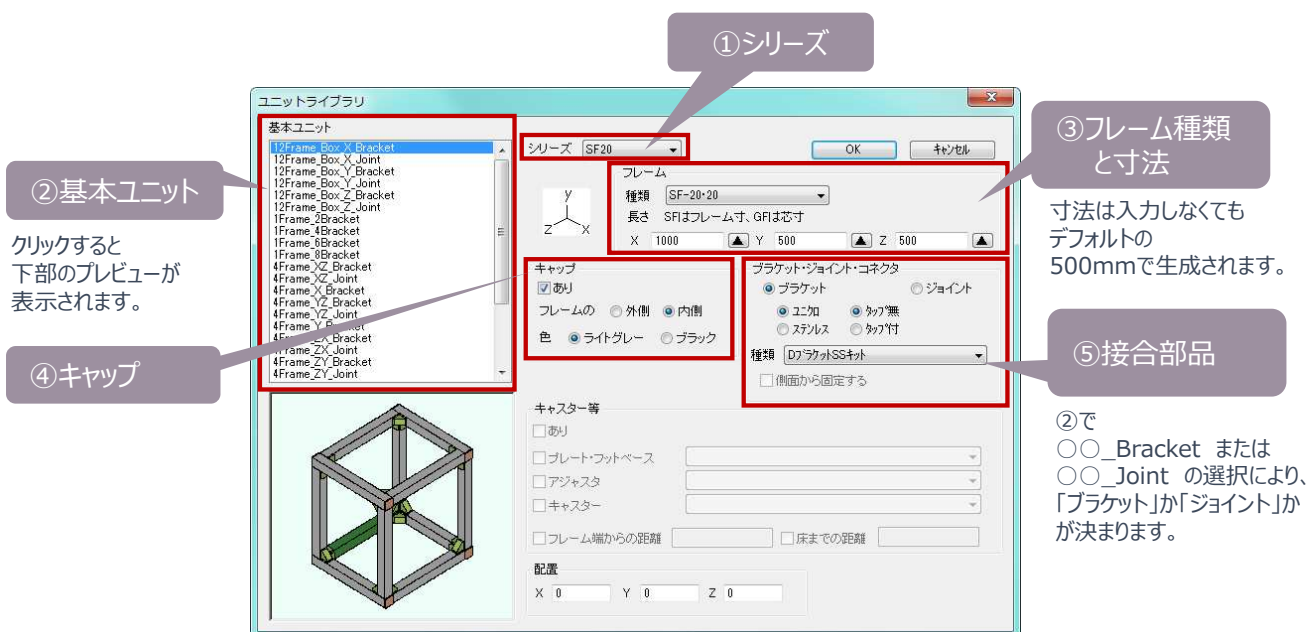 ①シリーズ
ユニットライブラリ
②基本ユニット
クリックすると
下部のプレビューが
表示されます。
④キャップ
基本ユニット
12Frame_Box_X_Bracket
12Frame_Box_X_Joint
12Frame_Box_Y_Bracket
12Frame_Box_Y_Joint
12Frame_Box_Z_Bracket
12Frame_Box_Z_Joint
1Frame_2Bracket
1Frame_4Bracket
1Frame_6Bracket
1Frame_8Bracket
4Frame_XZ_Bracket
4Frame_XZ_Joint
4Frame_X_Bracket
4Frame_YZ_Bracket
4Frame_YZ_Joint
4Frame_Y_Bracket
4Frame_ZX_Bracket
4Frame_ZX_Joint
4Frame_ZY_Bracket
4Frame_ZY_Joint
シリーズ SF20
OK キャンセル
y
z x
フレーム
種類 SF-20・20
長さ SFはフレーム寸、GFは芯寸
X 1000 Y 500 Z 500
キャップ
あり
フレームの 外側 内側
色 ライトグレー ブラック
ブラケット・ジョイント・コネクタ
ブラケット ジョイント
ユニクロ タップ無
ステンレス タップ付
種類 DブラケットSSキット
側面から固定する
キャスター等
あり
プレート・フットベース
アジャスタ
キャスター
フレーム端からの距離 床までの距離
配置
X 0 Y 0 Z 0
③フレーム種類
と寸法
寸法は入力しなくても
デフォルトの
500mmで生成されます。
⑤接合部品
②で
○○_Bracket または
○○_Joint の選択により、
「ブラケット」か「ジョイント」か
が決まります。